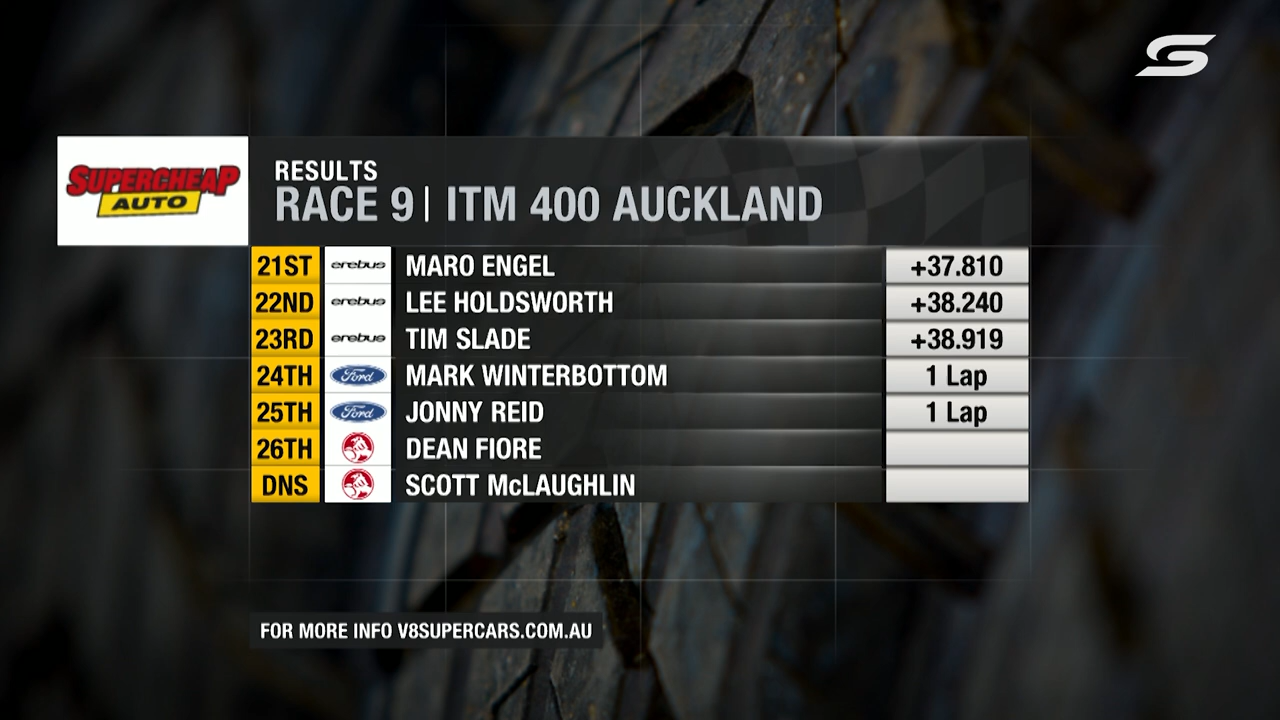 SUPERCHEAP
AUTO
RESULTS
RACE 9| ITM 400 AUCKLAND
21ST erebus MARO ENGEL +37.810
22ND erebus LEE HOLDSWORTH +38.240
23RD erebus TIM SLADE +38.919
24TH Ford MARK WINTERBOTTOM 1 Lap
25TH Ford JONNY REID 1 Lap
26TH DEAN FIORE
DNS SCOTT McLAUGHLIN
FOR MORE INFO V8SUPERCARS.COM.AU